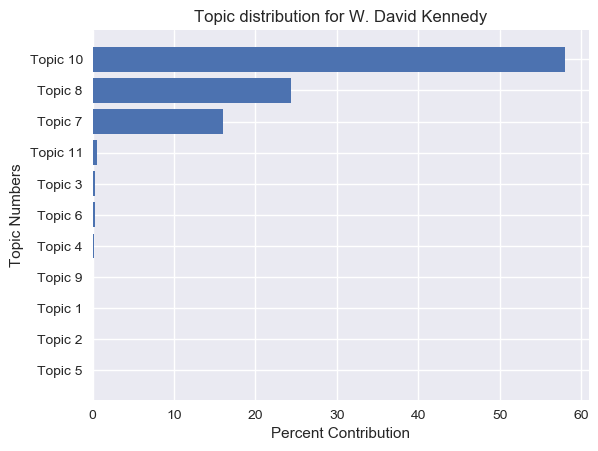 Topic distribution for W. David Kennedy
Topic Numbers
Topic 10
Topic 8
Topic 7
Topic 11
Topic 3
Topic 6
Topic 4
Topic 9
Topic 1
Topic 2
Topic 5
0 10 20 30 40 50 60
Percent Contribution